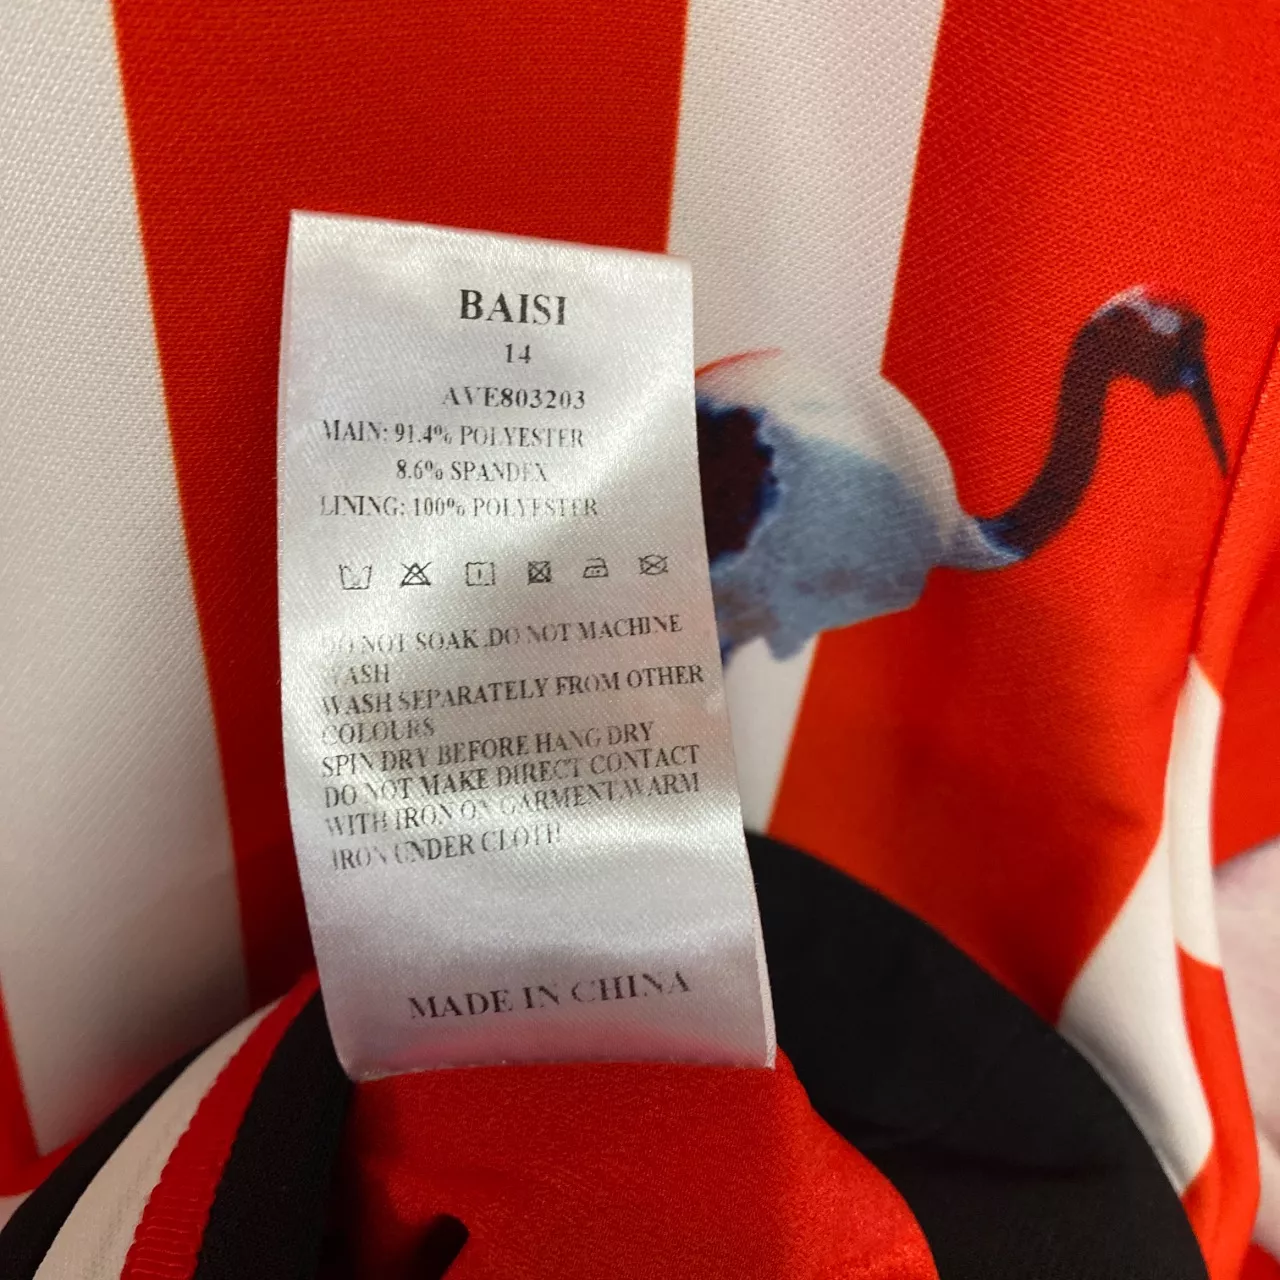 BAISI
14
AVE803203
MAIN: 91.4% POLYESTER
8.6% SPANDEX
LINING: 100% POLYESTER
DO NOT SOAK .DO NOT MACHINE
WASH
WASH SEPARATELY FROM OTHER
COLOURS
SPIN DRY BEFORE HANG DRY
DO NOT MAKE DIRECT CONTACT
WITH IRON ON GARMENT,WARM
IRON UNDER CLOTH
MADE IN CHINA